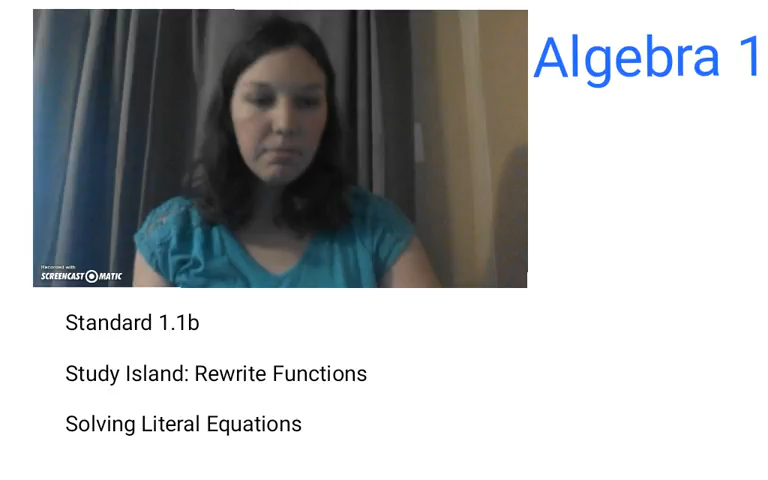 Algebra 1
Recorded with
SCREENCAST MATIC
Standard 1.1b
Study Island: Rewrite Functions
Solving Literal Equations